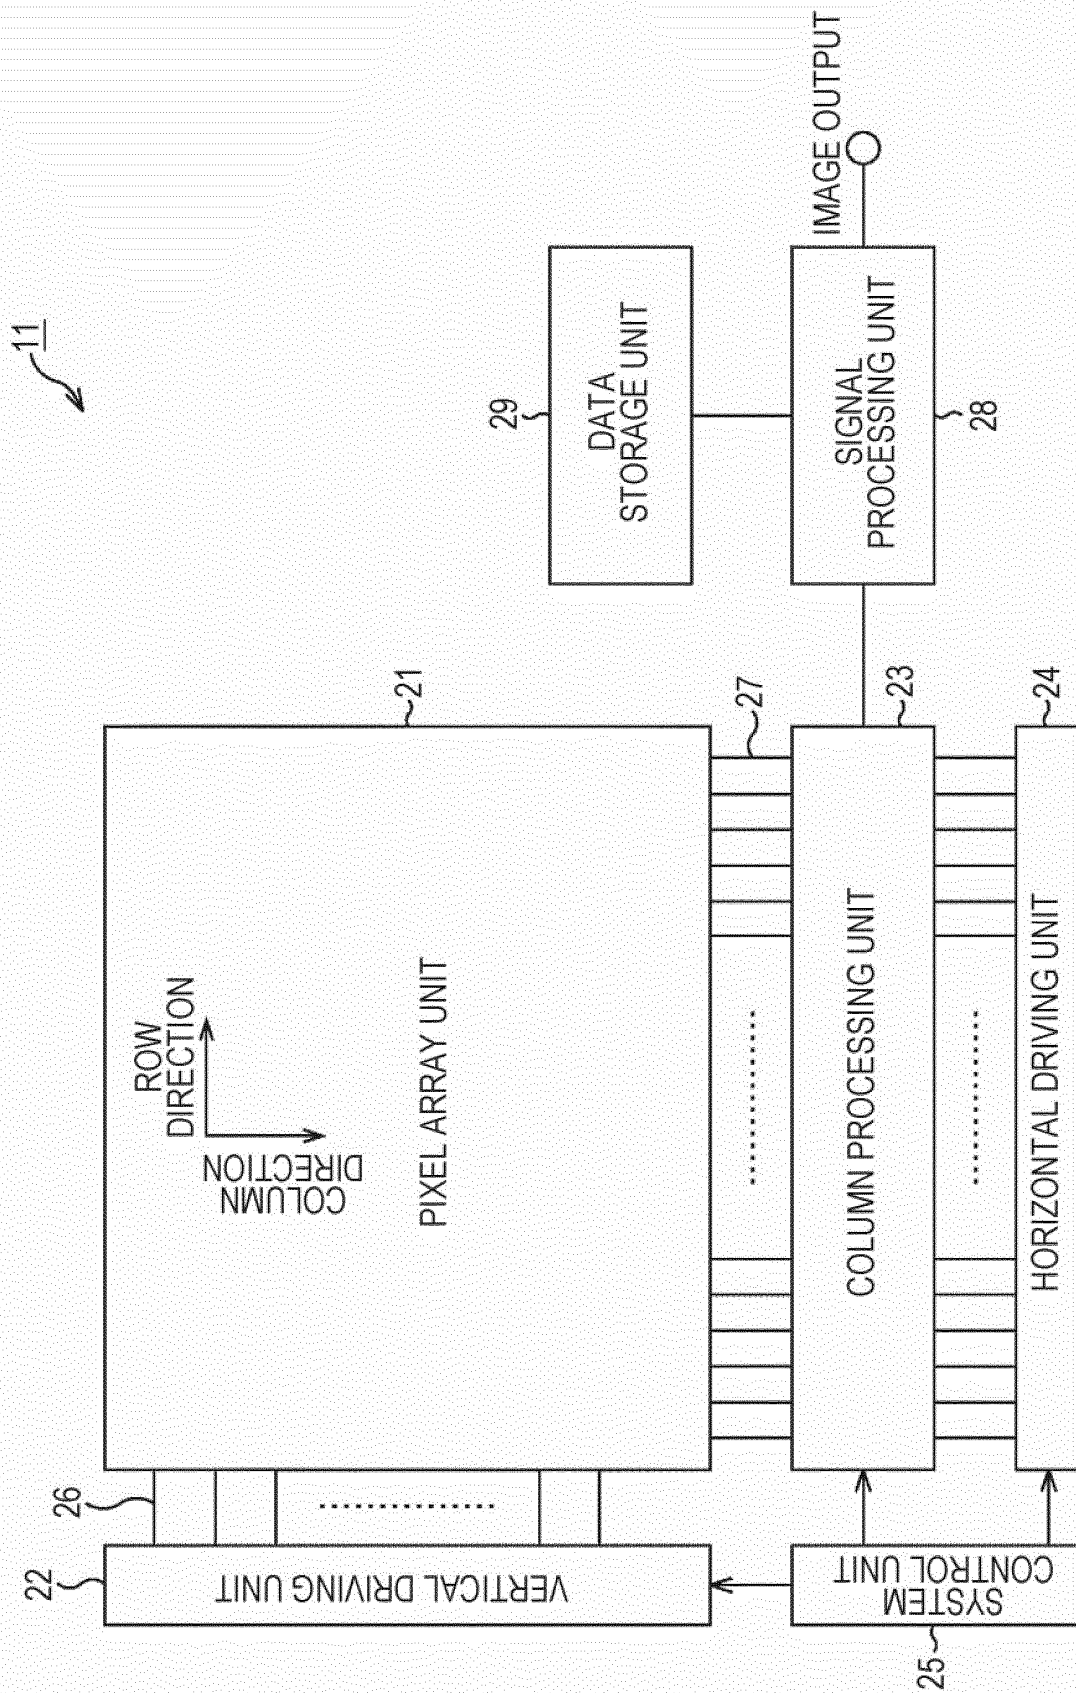 11
22
26
ROW
DIRECTION
COLUMN
DIRECTION
PIXEL ARRAY UNIT
21
VERTICAL DRIVING UNIT
29
DATA
STORAGE UNIT
27
IMAGE OUTPUT
25
SYSTEM
CONTROL UNIT
COLUMN PROCESSING UNIT
23
SIGNAL
PROCESSING UNIT
28
HORIZONTAL DRIVING UNIT
24